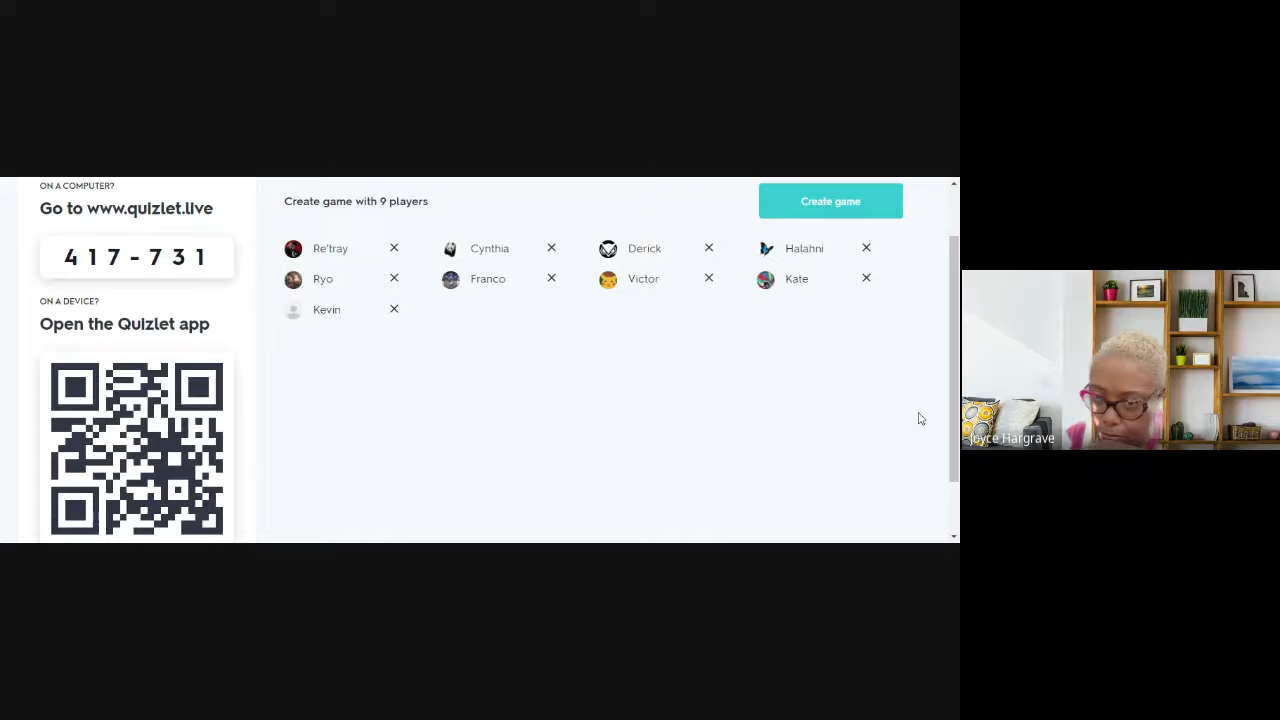 ON A COMPUTER?
Go to www.quizlet.live
417-731
ON A DEVICE?
Open the Quizlet app
Create game with 9 players
Create game
Re'tray
Cynthia
Derick
Halahni
Ryo
Franco
Victor
Kate
Kevin
Joyce Hargrave